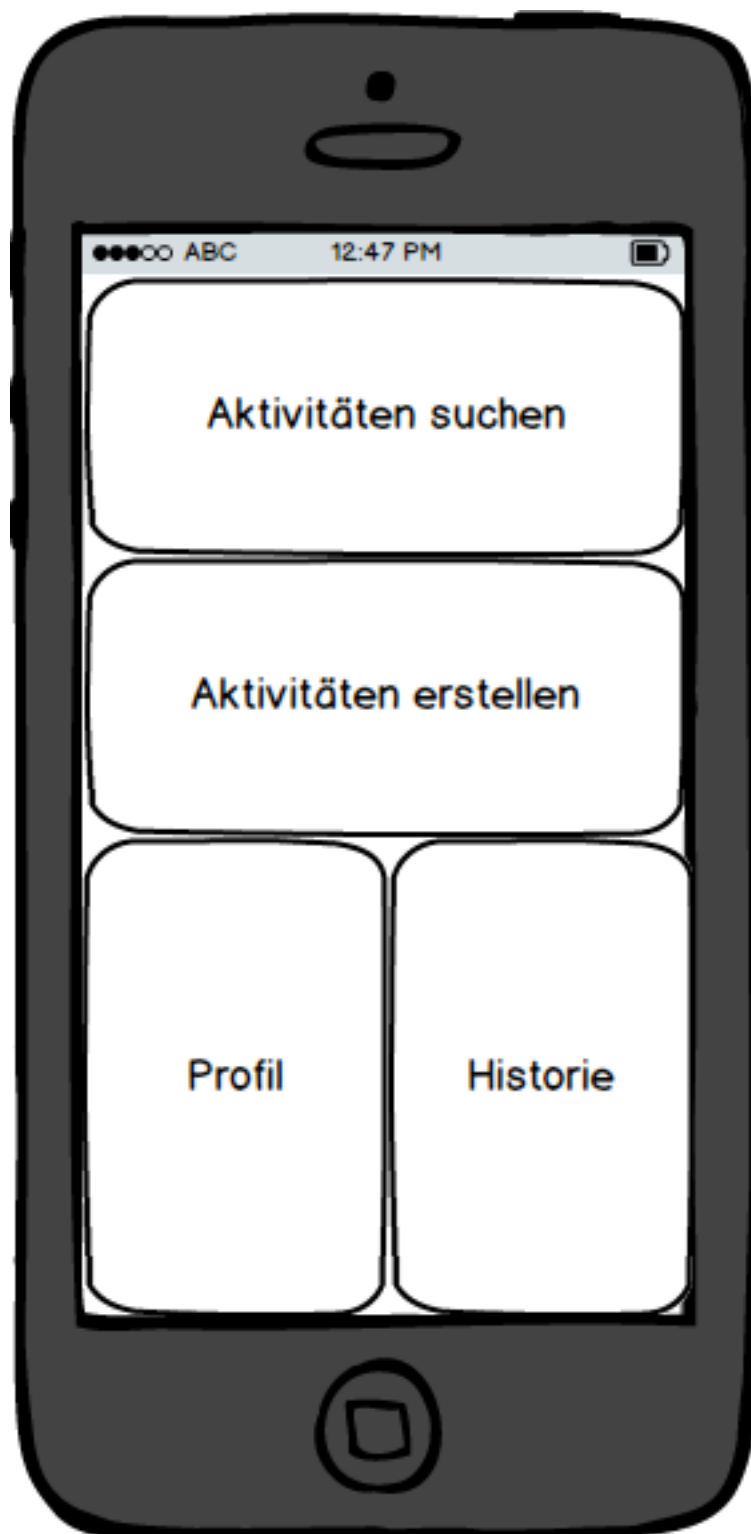 ABC 12:47 PM
Aktivitäten suchen
Aktivitäten erstellen
Profil Historie